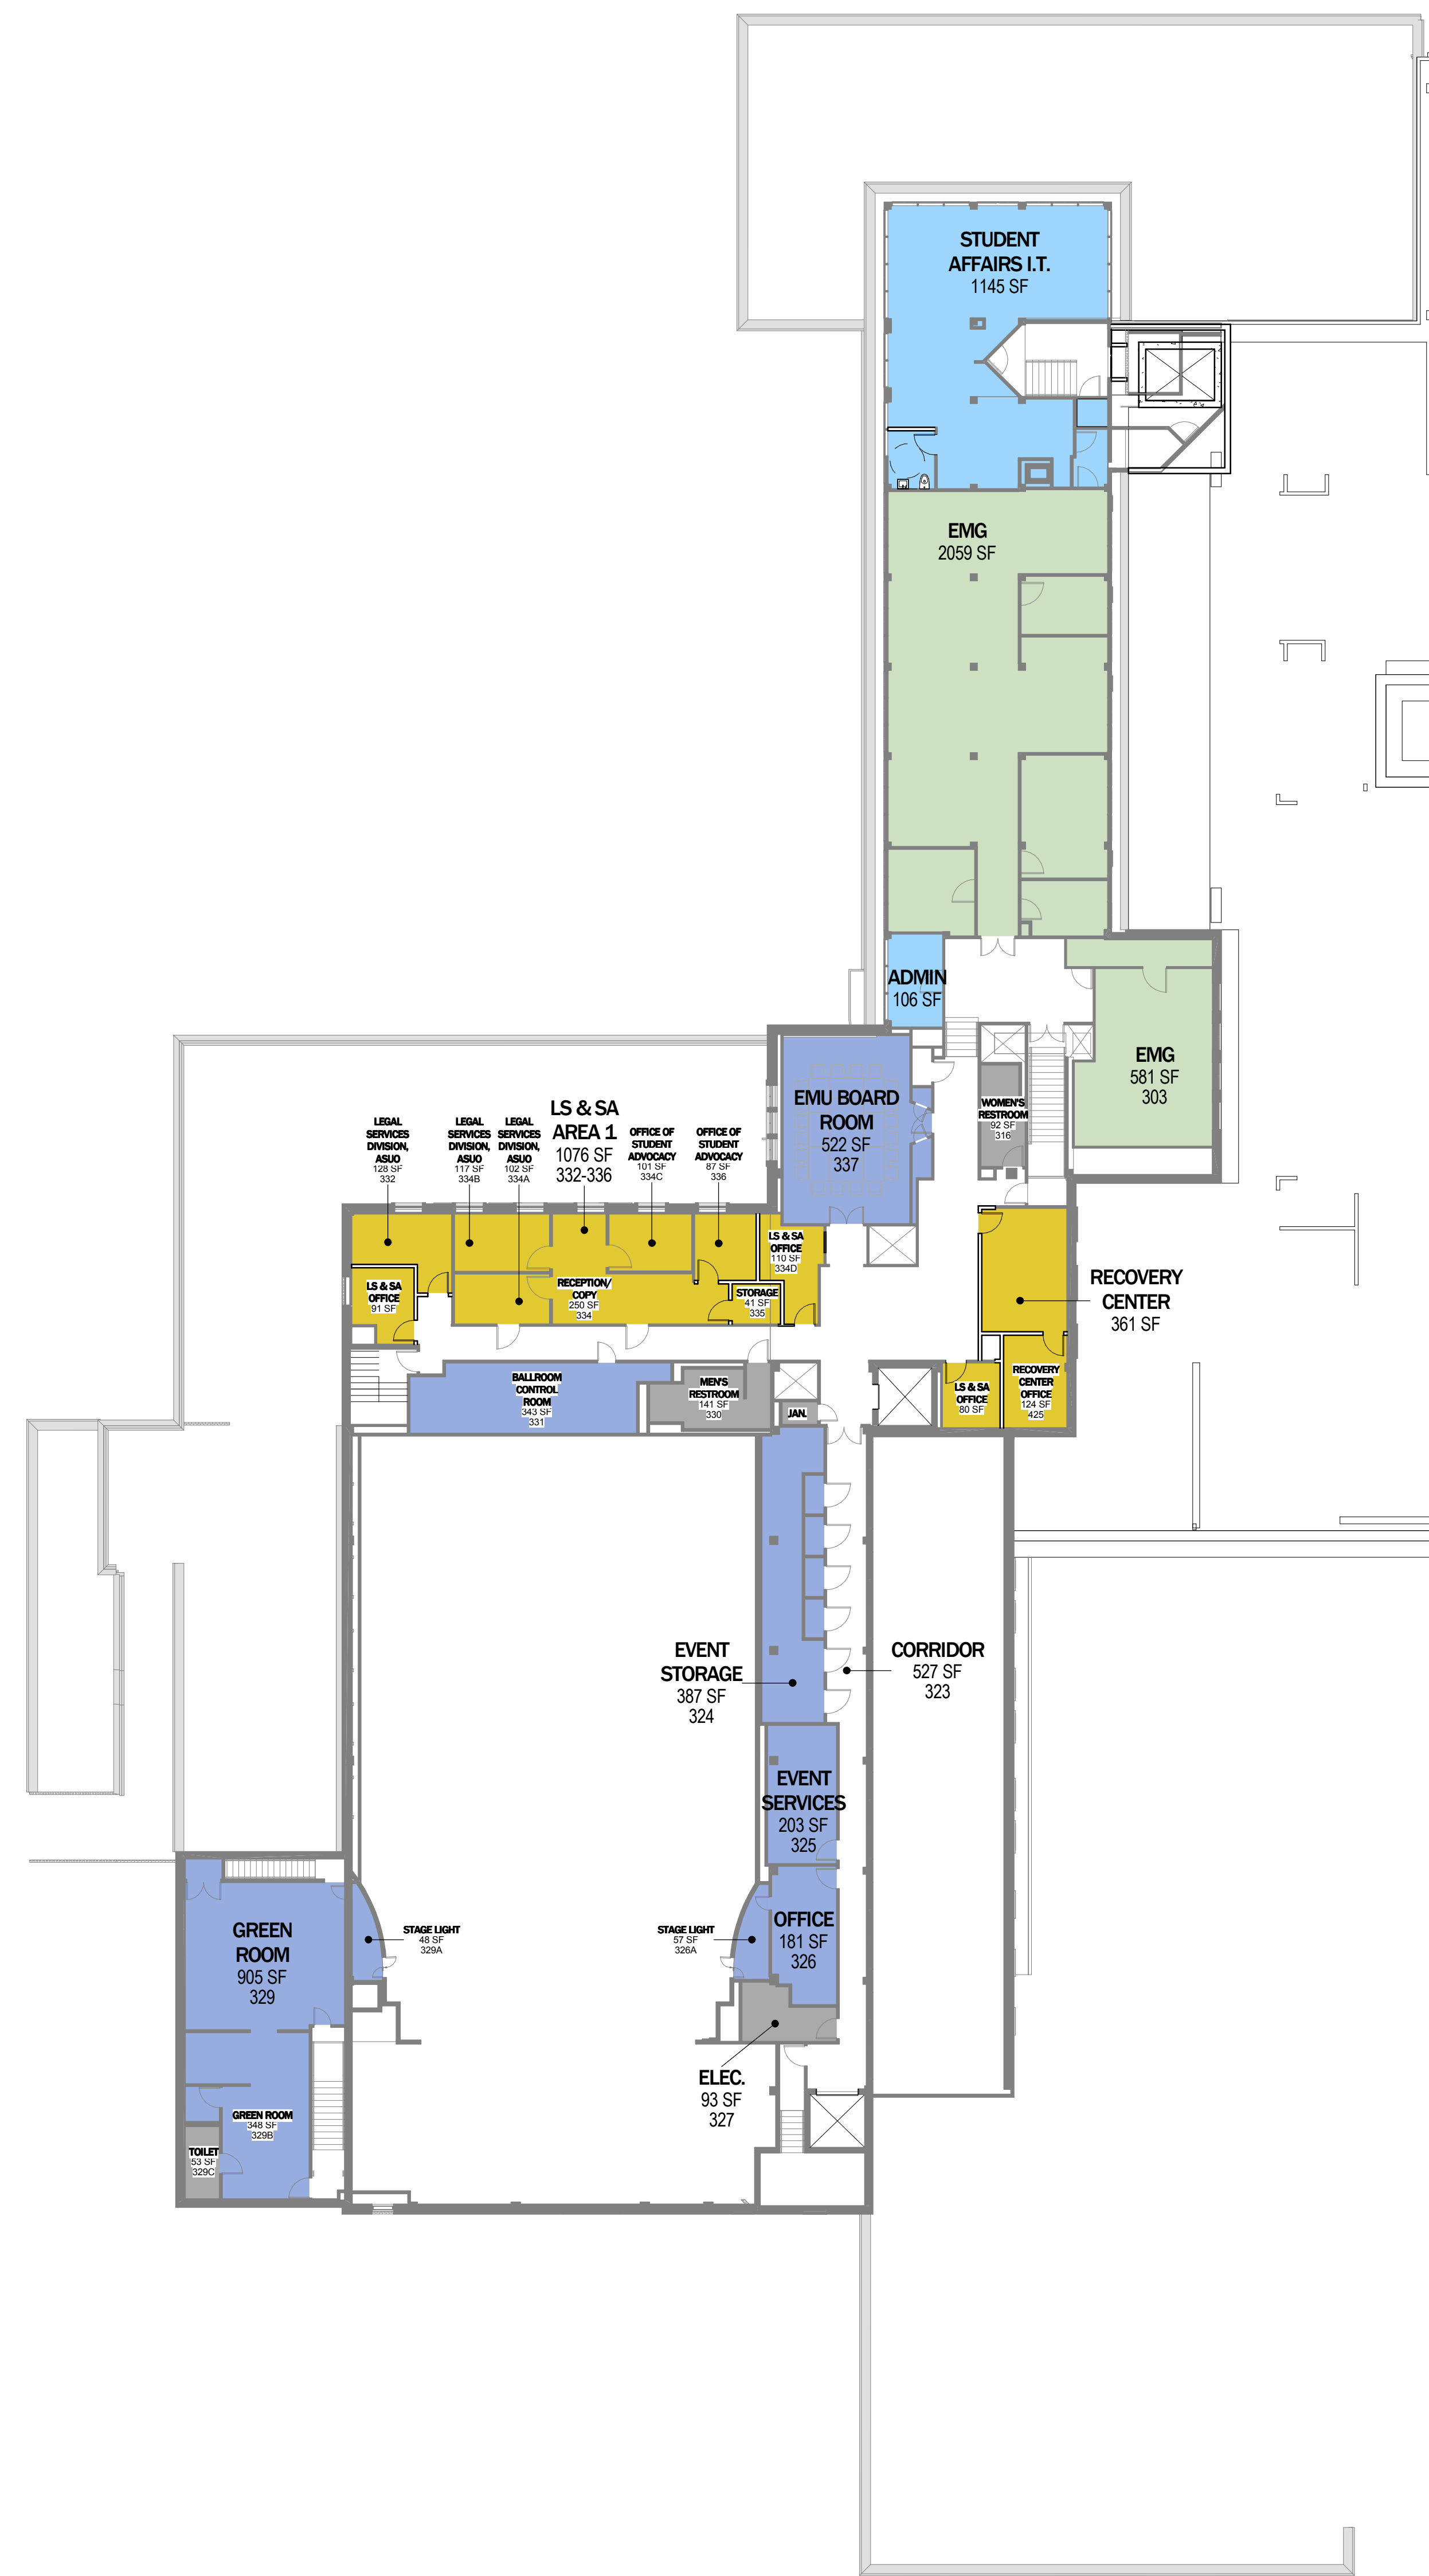 STUDENT
AFFAIRS I.T.
1145 SF
EMG
2059 SF
ADMIN
106 SF
EMG
581 SF
303
EMU BOARD
ROOM
522 SF
337
WOMEN'S
RESTROOM
92 SF
316
LEGAL
SERVICES
DIVISION,
ASUO
128 SF
332
LEGAL
SERVICES
DIVISION,
ASUO
117 SF
334B
LEGAL
SERVICES
DIVISION,
ASUO
102 SF
334A
LS & SA
AREA 1
1076 SF
332-336
OFFICE OF
STUDENT
ADVOCACY
101 SF
334C
OFFICE OF
STUDENT
ADVOCACY
87 SF
336
LS & SA
OFFICE
110 SF
334D
LS & SA
OFFICE
91 SF
RECEPTION/
COPY
250 SF
334
STORAGE
41 SF
335
RECOVERY
CENTER
361 SF
BALLROOM
CONTROL
ROOM
343 SF
331
MEN'S
RESTROOM
141 SF
330
JAN.
LS & SA
OFFICE
80 SF
RECOVERY
CENTER
OFFICE
124 SF
425
EVENT
STORAGE
387 SF
324
CORRIDOR
527 SF
323
EVENT
SERVICES
203 SF
325
GREEN
ROOM
905 SF
329
STAGE LIGHT
48 SF
329A
STAGE LIGHT
57 SF
326A
OFFICE
181 SF
326
ELEC.
93 SF
327
GREEN ROOM
348 SF
329B
TOILET
53 SF
329C